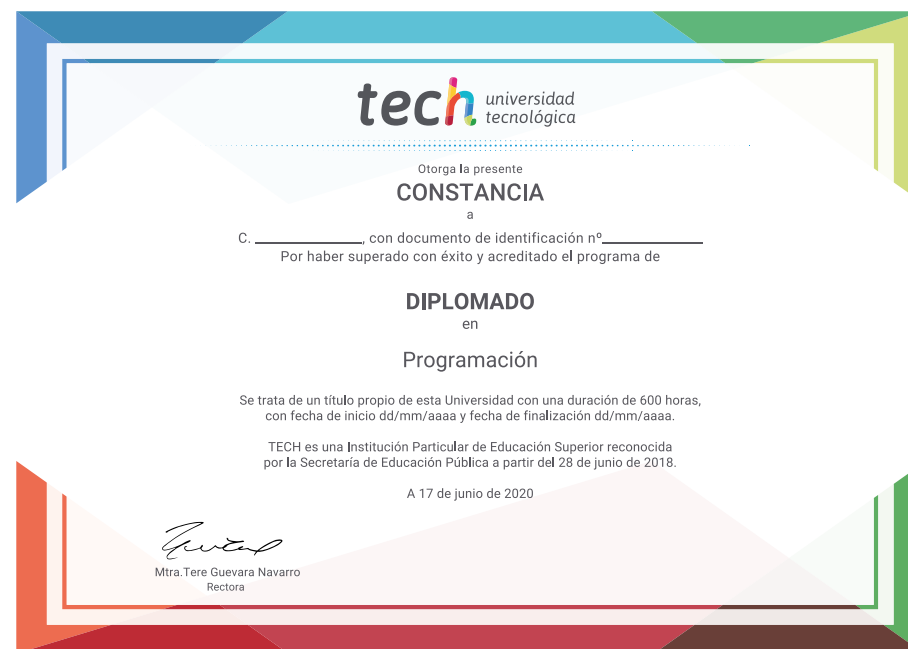 tech universidad
tecnológica
Otorga la presente
CONSTANCIA
a
C. ______________, con documento de identificación nº_____________
Por haber superado con éxito y acreditado el programa de
DIPLOMADO
en
Programación
Se trata de un título propio de esta Universidad con una duración de 600 horas,
con fecha de inicio dd/mm/aaaa y fecha de finalización dd/mm/aaaa.
TECH es una Institución Particular de Educación Superior reconocida
por la Secretaría de Educación Pública a partir del 28 de junio de 2018.
A 17 de junio de 2020
Mtra.Tere Guevara Navarro
Rectora